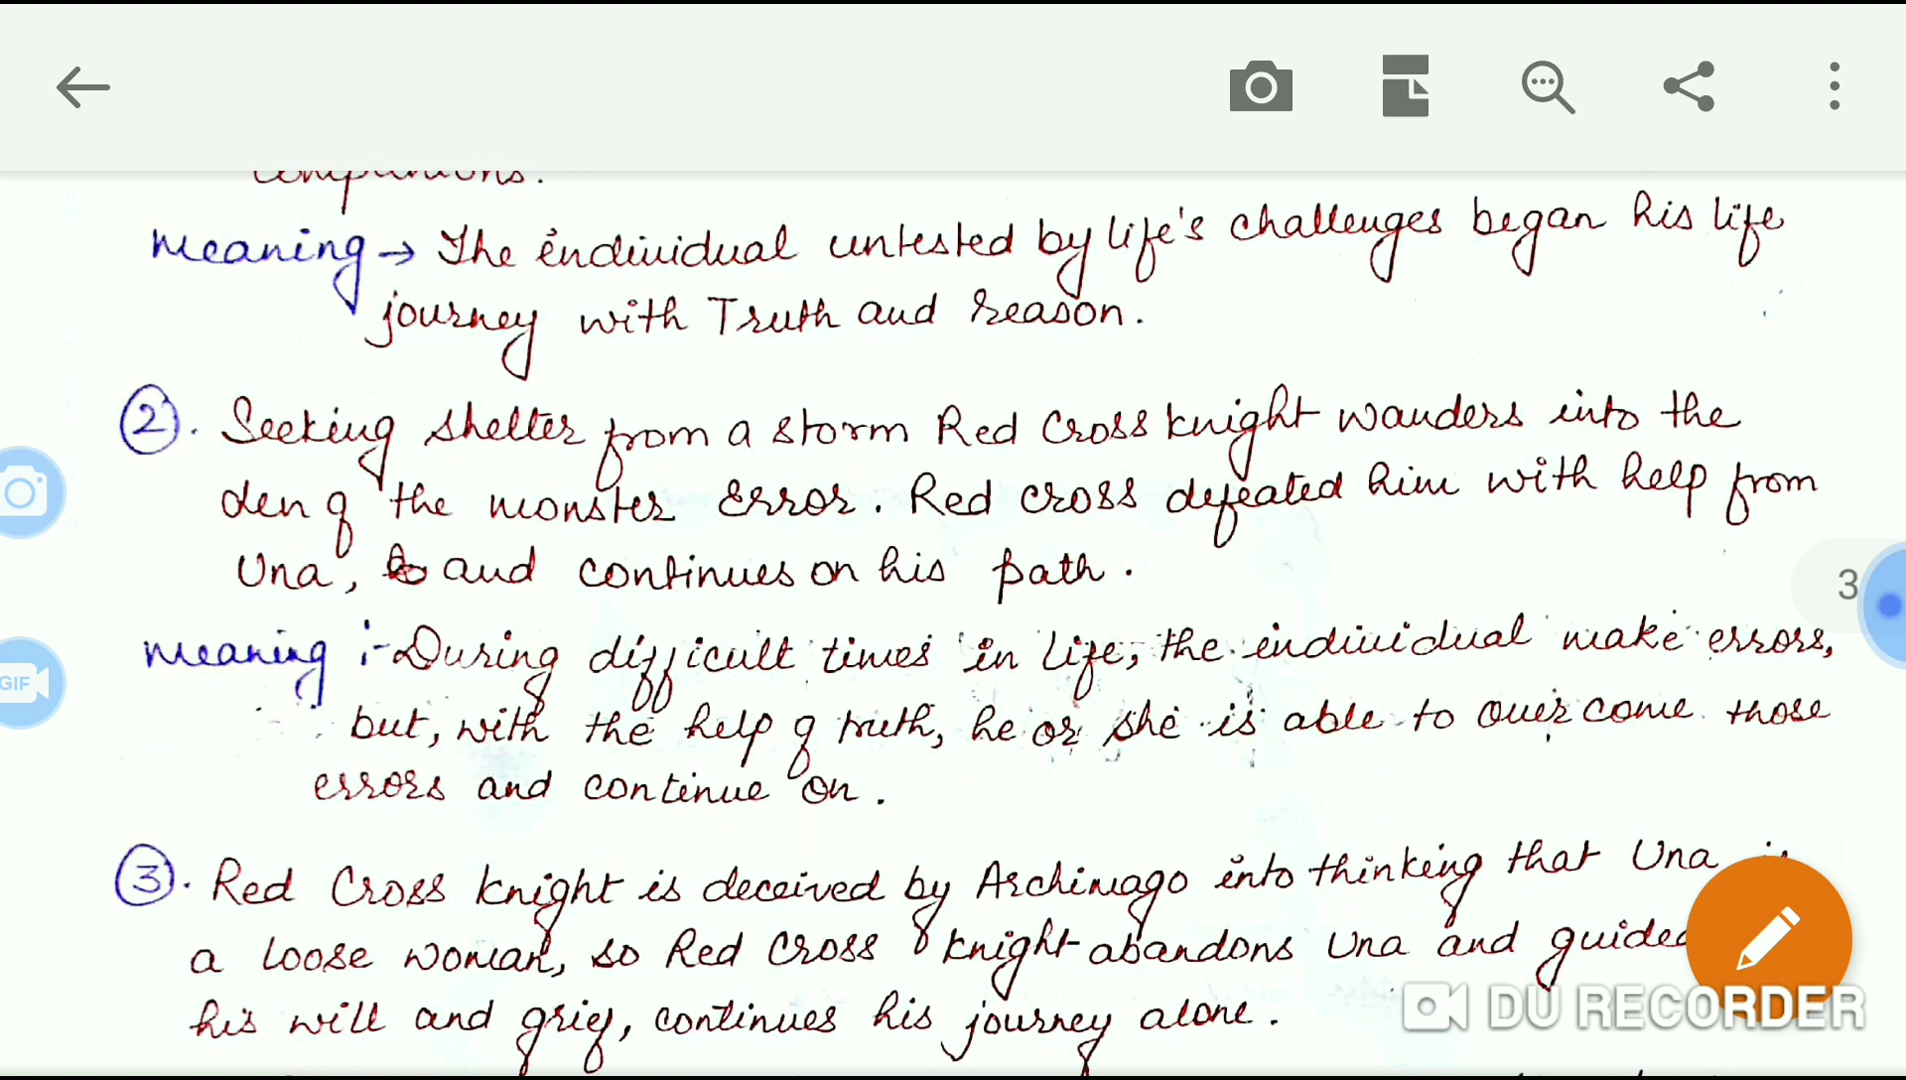 companions.
Meaning → The individual untested by life's challenges began his life
journey with Truth and reason.
2. Seeking shelter from a storm Red Cross knight wanders into the
den of the monster Error. Red cross defeated him with help from
Una, and continues on his path.
3
Meaning :- During difficult times in life, the individual make errors,
but, with the help of truth, he or she is able to overcome those
errors and continue on.
GIF
3. Red Cross knight is deceived by Archimago into thinking that Una is
a loose woman, so Red Cross knight abandons Una and guided
his will and grief, continues his journey alone.
DU RECORDER